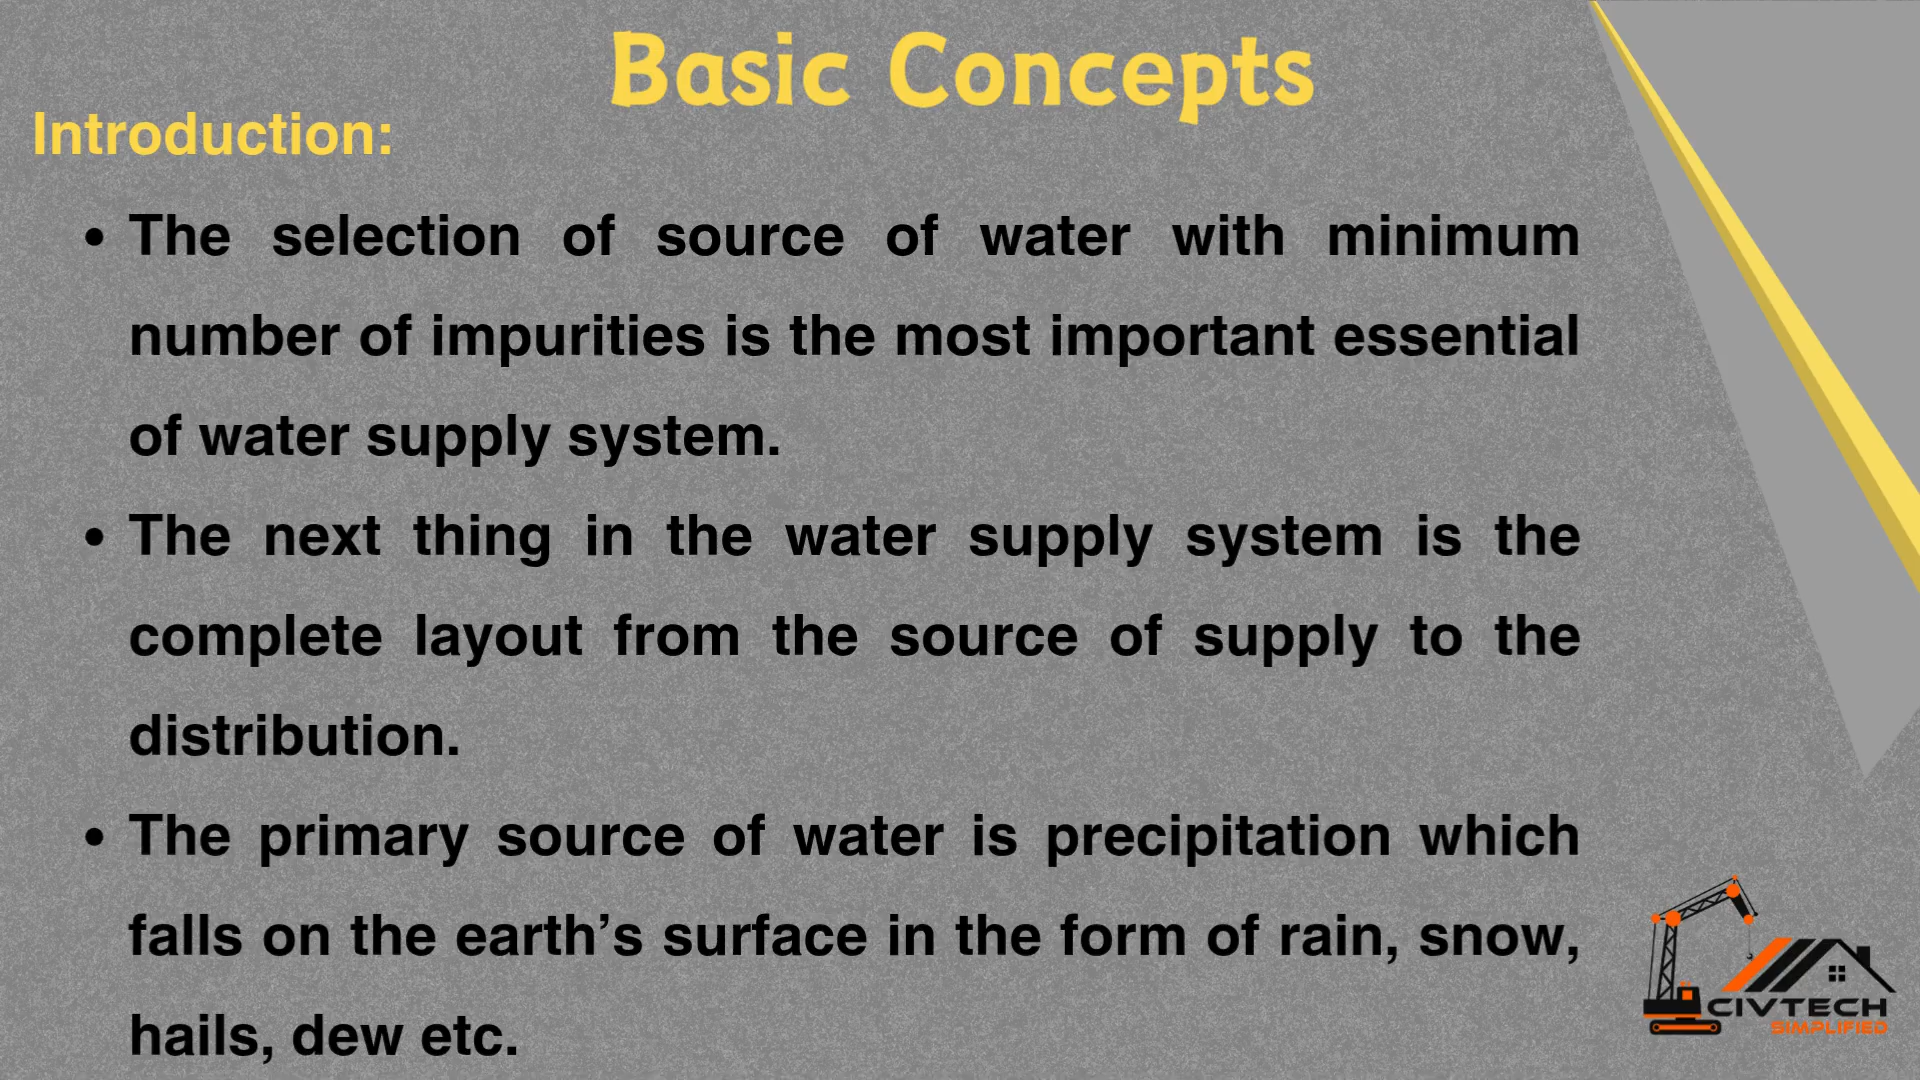 Basic Concepts
Introduction:
• The selection of source of water with minimum
number of impurities is the most important essential
of water supply system.
• The next thing in the water supply system is the
complete layout from the source of supply to the
distribution.
• The primary source of water is precipitation which
falls on the earth’s surface in the form of rain, snow,
hails, dew etc.
CIVTECH
SIMPLIFIED